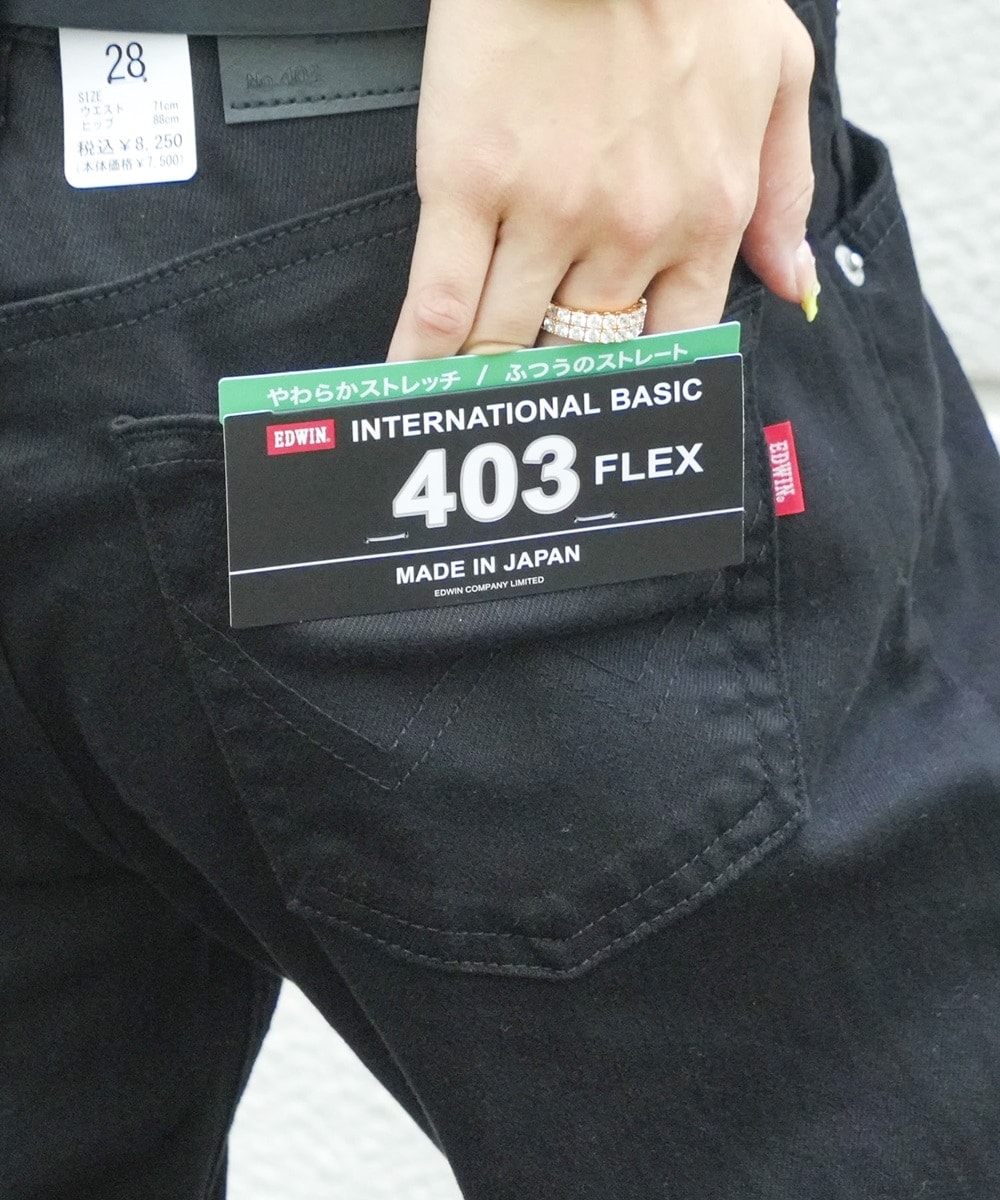 28
SIZE
ウエスト 71cm
ヒップ 88cm
税込￥8,250
(本体価格￥7,500)
No.403
やわらかストレッチ / ふつうのストレート
EDWIN® INTERNATIONAL BASIC
403 FLEX
MADE IN JAPAN
EDWIN COMPANY LIMITED
EDWIN®